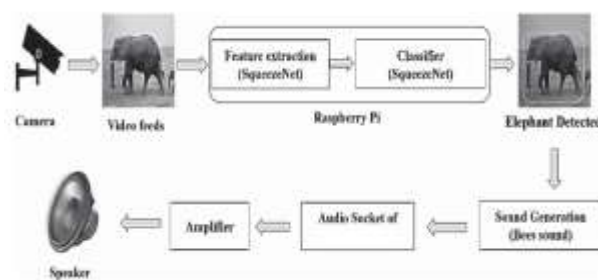 Feature extraction
(SqueezeNet)
Classifier
(SqueezeNet)
Camera
Video feeds
Raspberry Pi
Elephant Detected
Speaker
Amplifier
Audio Socket of
Sound Generation
(Bees sound)